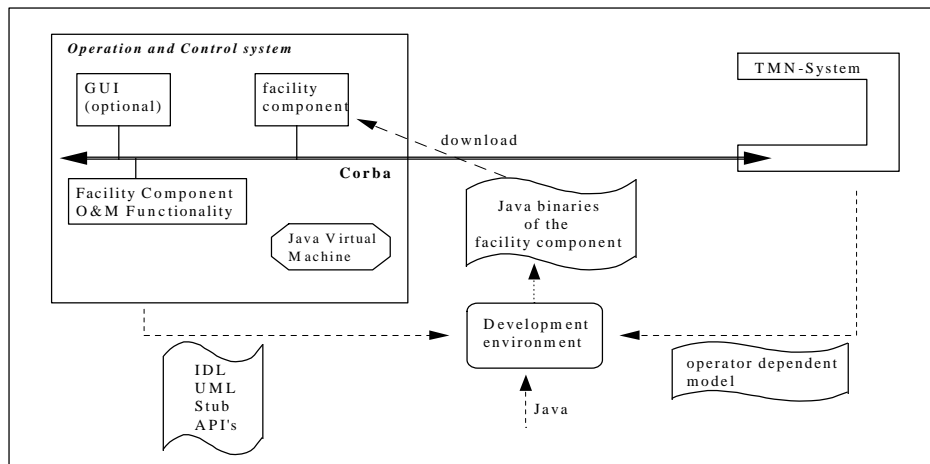 Operation and Control system
GUI
(optional)
facility
component
TMN-System
download
Corba
Facility Component
O&M Functionality
Java Virtual
Machine
Java binaries
of the
facility component
Development
environment
IDL
UML
Stub
API's
operator dependent
model
Java